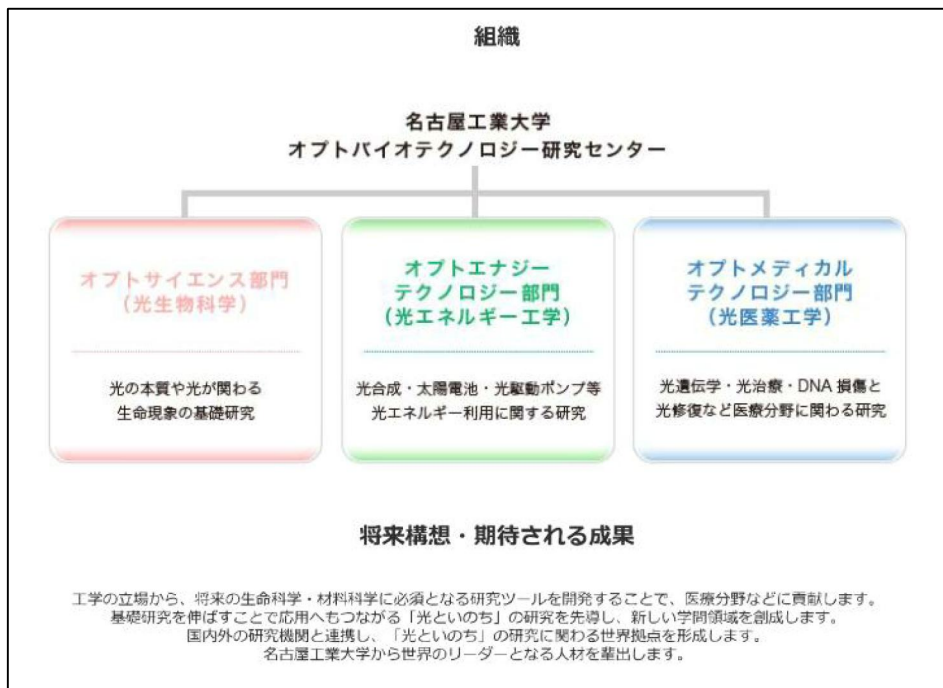 組織
名古屋工業大学
オプトバイオテクノロジー研究センター
オプトサイエンス部門
(光生物科学)
光の本質や光が関わる
生命現象の基礎研究
オプトエナジー
テクノロジー部門
(光エネルギー工学)
光合成・太陽電池・光駆動ポンプ等
光エネルギー利用に関する研究
オプトメディカル
テクノロジー部門
(光医薬工学)
光遺伝学・光治療・DNA 損傷と
光修復など医療分野に関わる研究
将来構想・期待される成果
工学の立場から、将来の生命科学・材料科学に必須となる研究ツールを開発することで、医療分野などに貢献します。
基礎研究を伸ばすことで応用へもつながる「光といのち」の研究を先導し、新しい学問領域を創成します。
国内外の研究機関と連携し、「光といのち」の研究に関わる世界拠点を形成します。
名古屋工業大学から世界のリーダーとなる人材を輩出します。